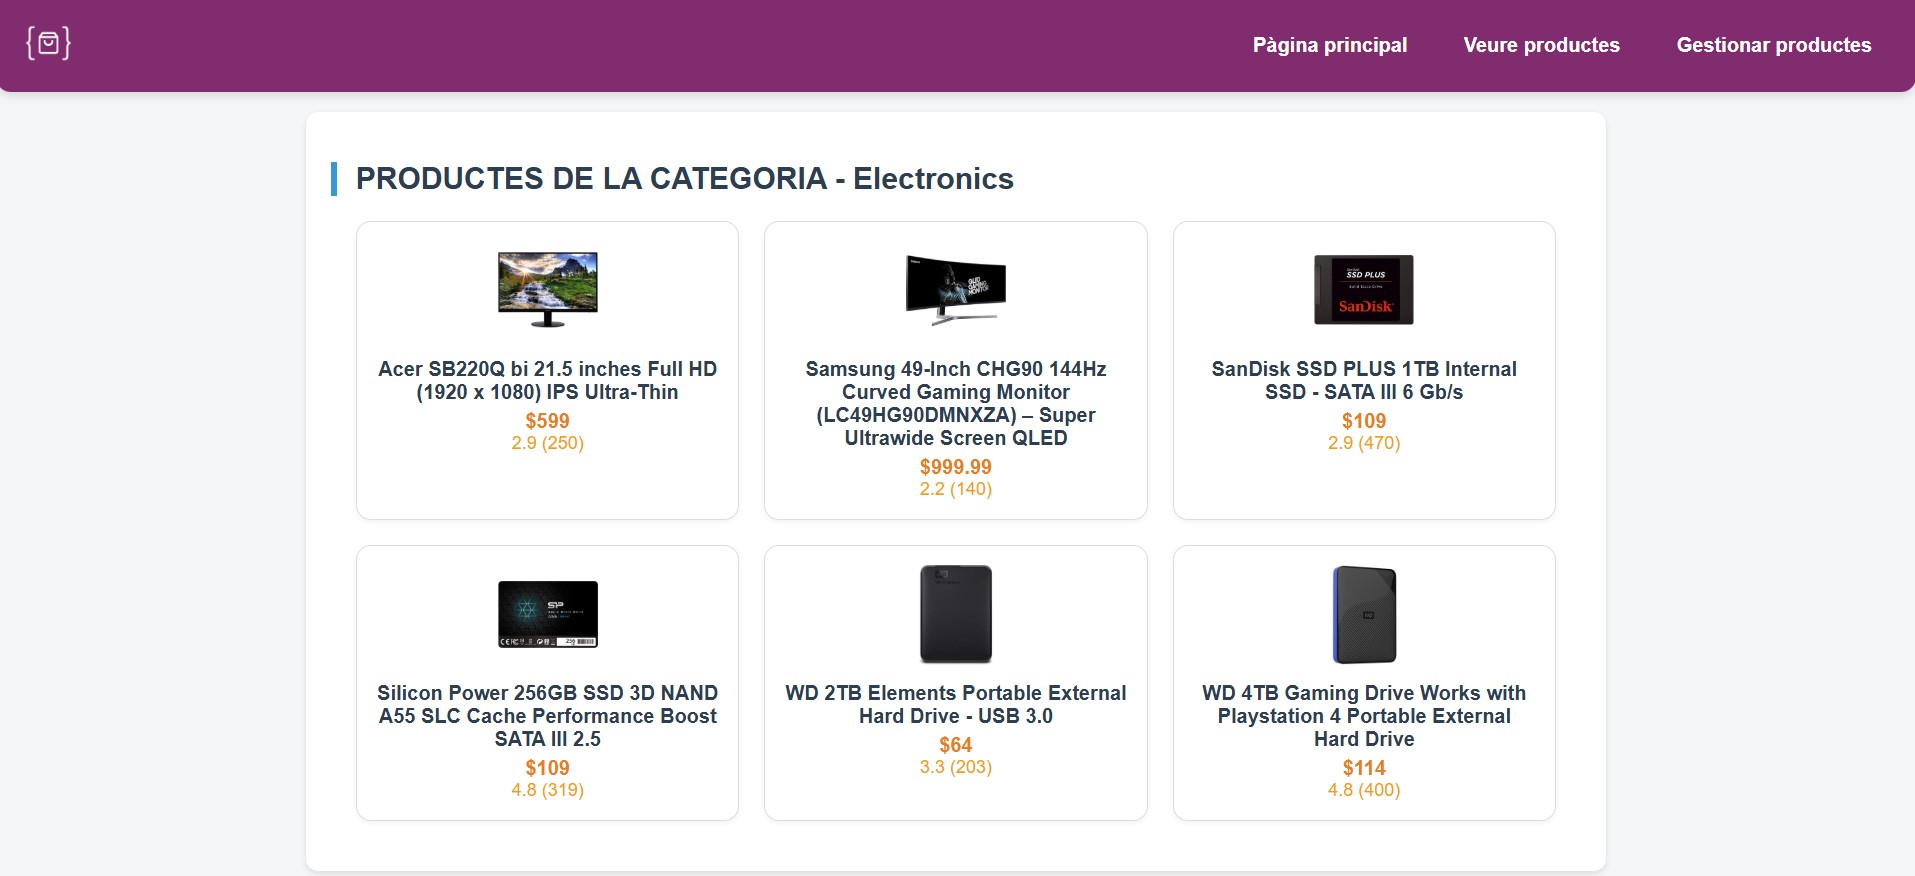 Pàgina principal
Veure productes
Gestionar productes
PRODUCTES DE LA CATEGORIA - Electronics
Acer SB220Q bi 21.5 inches Full HD
(1920 x 1080) IPS Ultra-Thin
$599
2.9 (250)
Samsung 49-Inch CHG90 144Hz
Curved Gaming Monitor
(LC49HG90DMNXZA) – Super
Ultrawide Screen QLED
$999.99
2.2 (140)
SSD PLUS
SanDisk
SanDisk SSD PLUS 1TB Internal
SSD - SATA III 6 Gb/s
$109
2.9 (470)
SP
Silicon Power 256GB SSD 3D NAND
A55 SLC Cache Performance Boost
SATA III 2.5
$109
4.8 (319)
WD 2TB Elements Portable External
Hard Drive - USB 3.0
$64
3.3 (203)
WD
WD 4TB Gaming Drive Works with
Playstation 4 Portable External
Hard Drive
$114
4.8 (400)